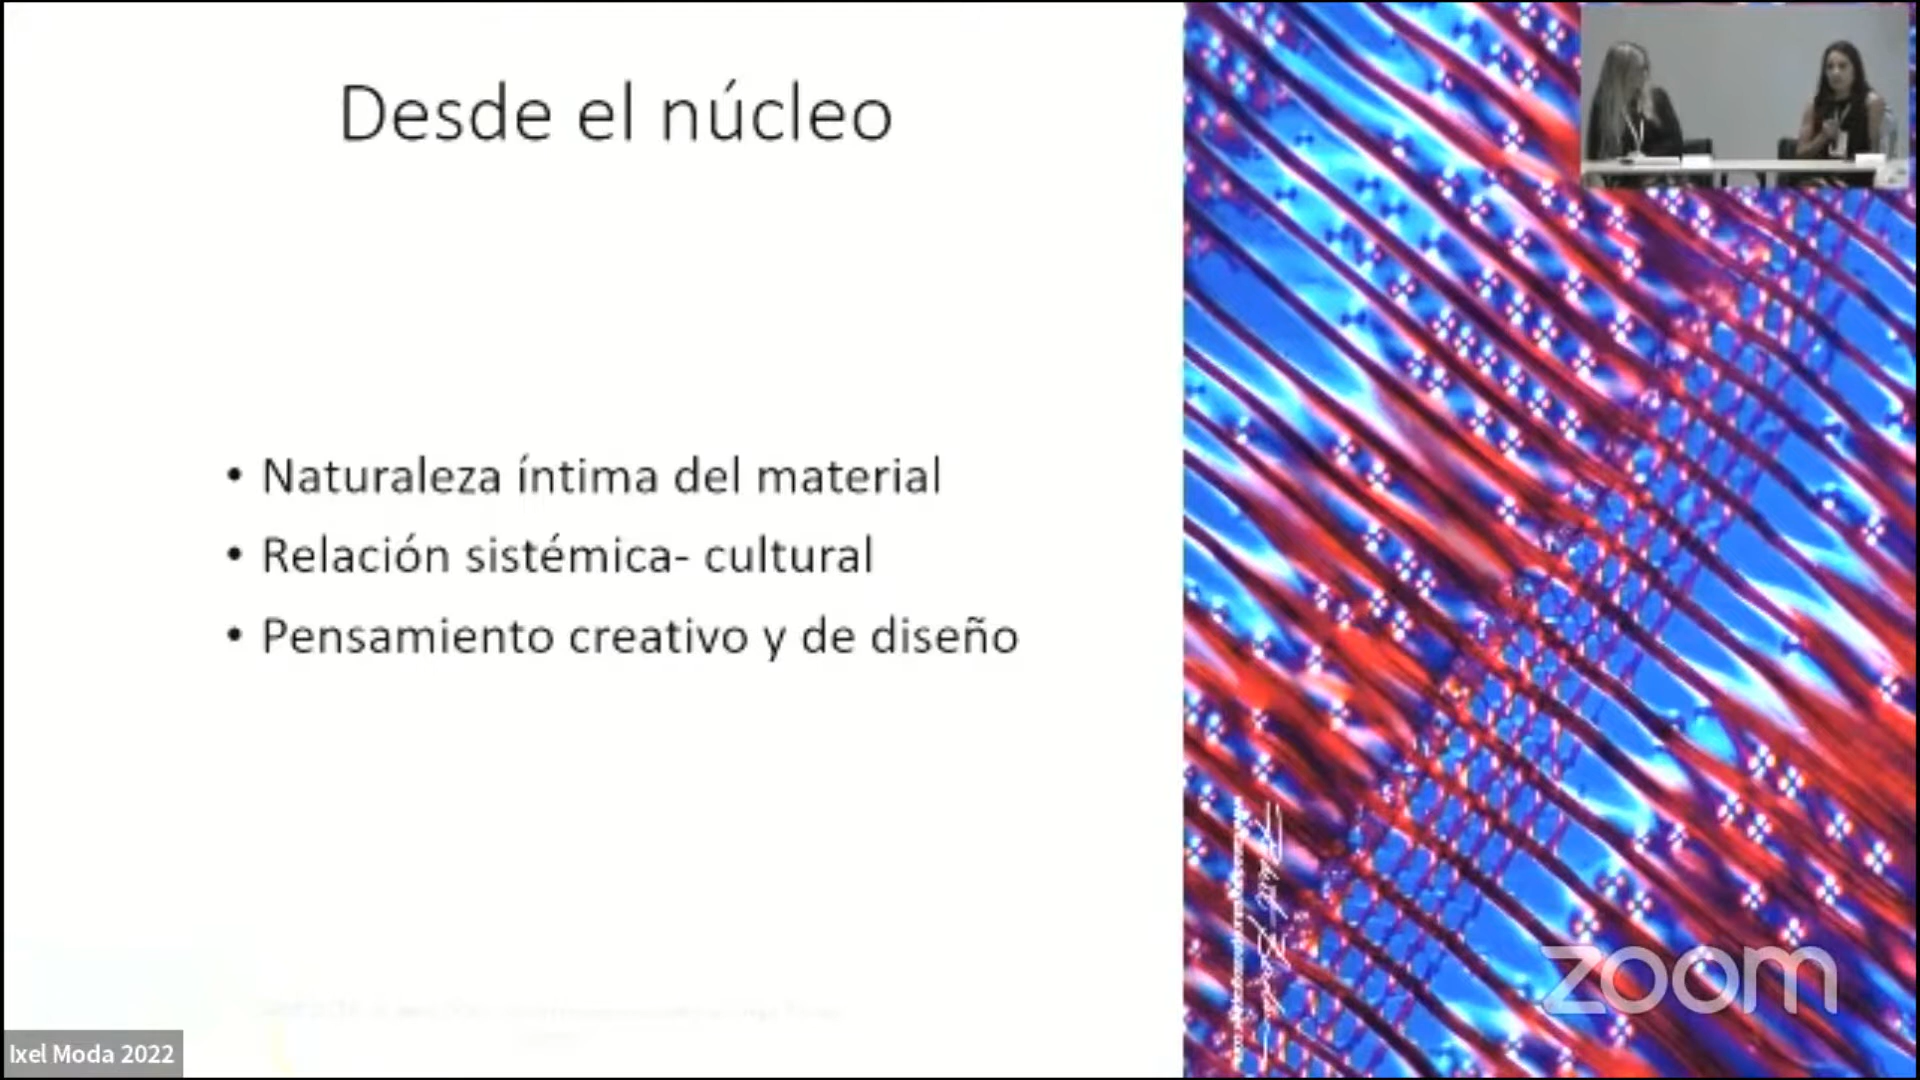 Desde el núcleo
• Naturaleza íntima del material
• Relación sistémica- cultural
• Pensamiento creativo y de diseño
zoom
Ixel Moda 2022